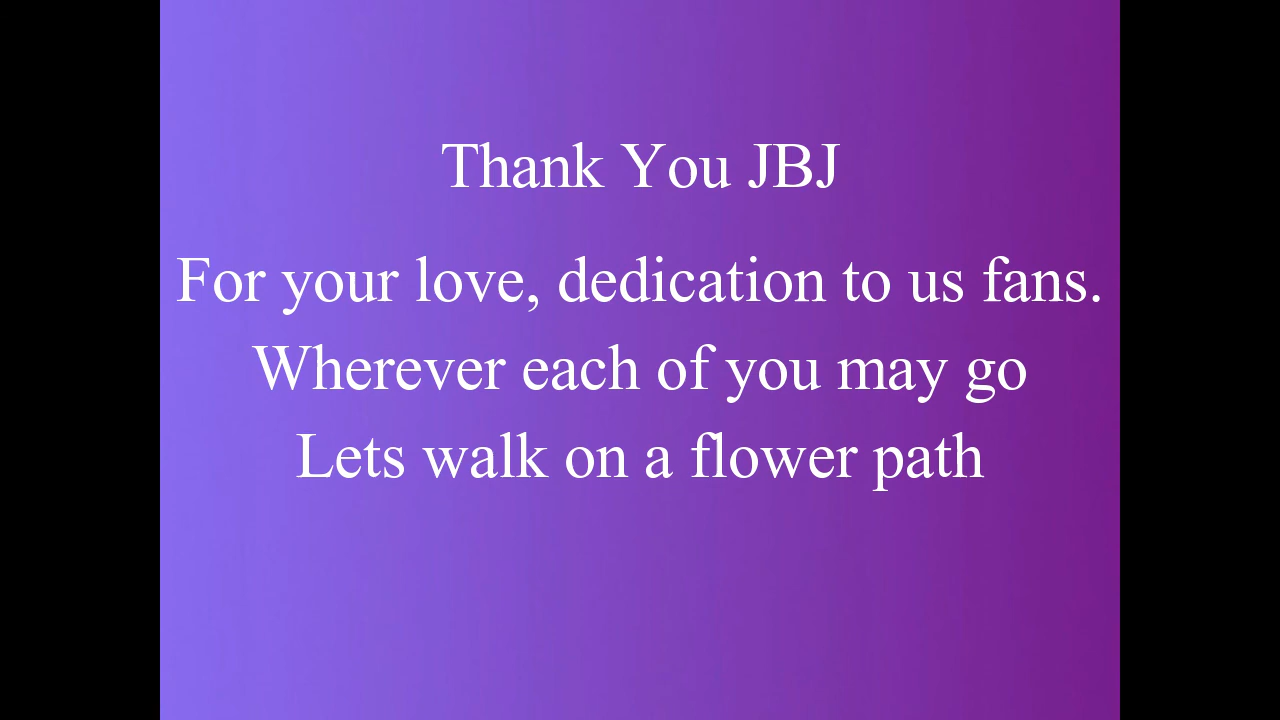 Thank You JBJ
For your love, dedication to us fans.
Wherever each of you may go
Lets walk on a flower path